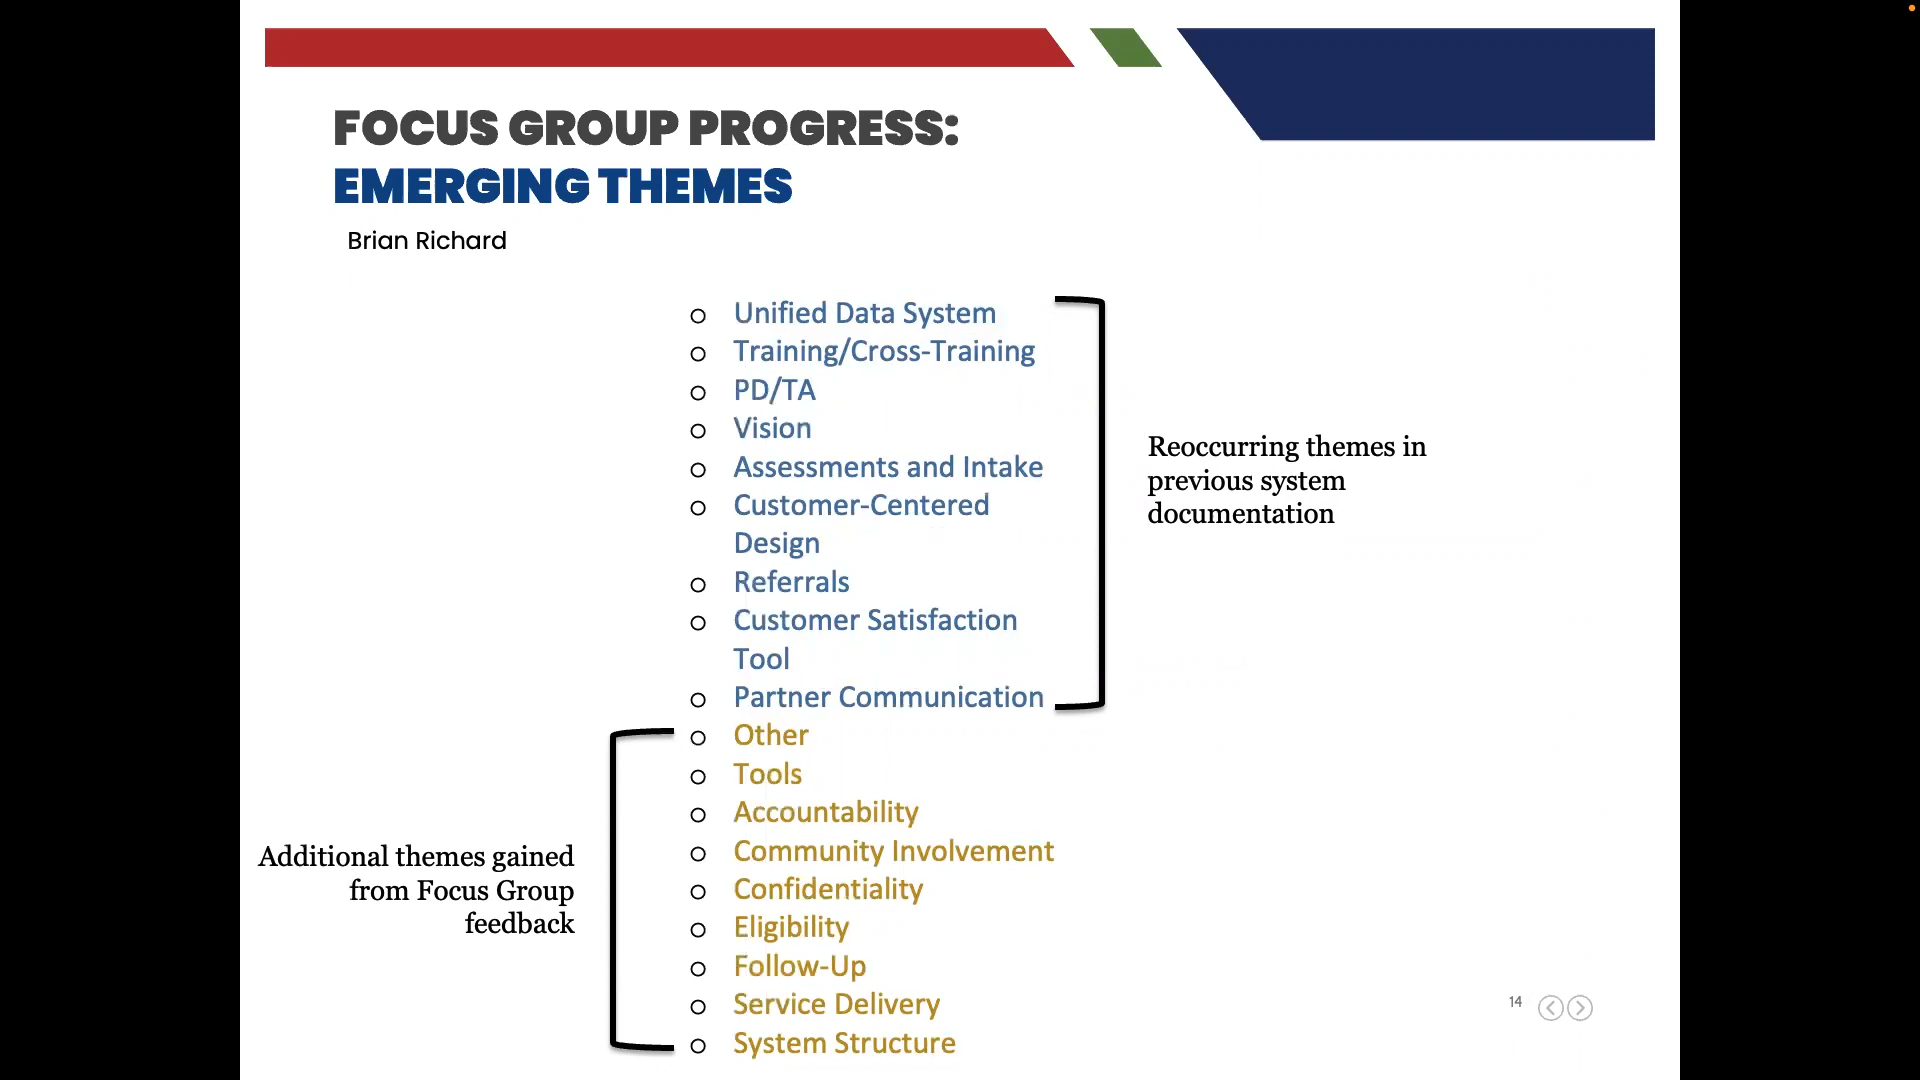 FOCUS GROUP PROGRESS:
EMERGING THEMES
Brian Richard
Unified Data System
Training/Cross-Training
PD/TA
Vision
Assessments and Intake
Customer-Centered
Design
Referrals
Customer Satisfaction
Tool
Partner Communication
Reoccurring themes in
previous system
documentation
Other
Tools
Accountability
Community Involvement
Confidentiality
Eligibility
Follow-Up
Service Delivery
System Structure
Additional themes gained
from Focus Group
feedback
14